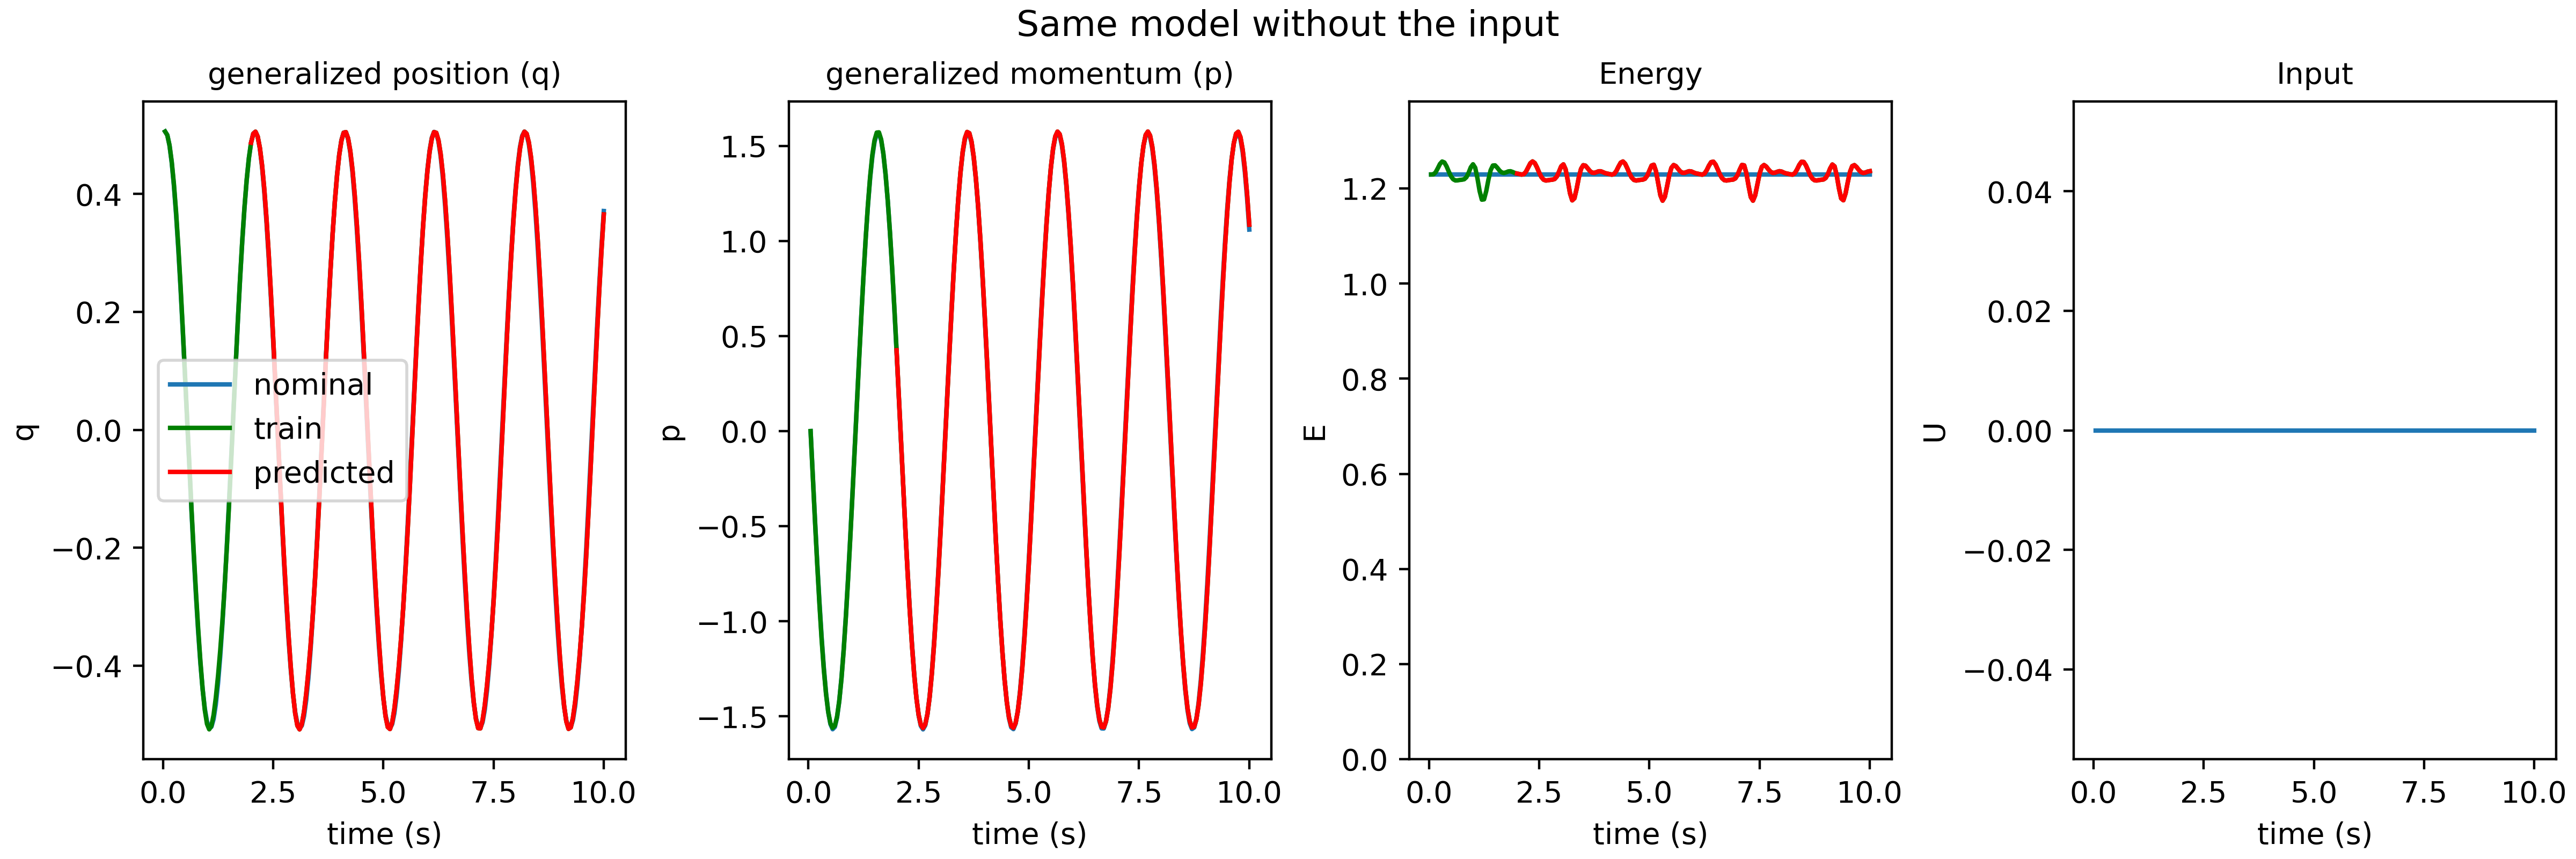 Same model without the input
generalized position (q)
q
0.4
0.2
0.0
−0.2
−0.4
nominal
train
predicted
0.0 2.5 5.0 7.5 10.0
time (s)
generalized momentum (p)
p
1.5
1.0
0.5
0.0
−0.5
−1.0
−1.5
0.0 2.5 5.0 7.5 10.0
time (s)
Energy
E
1.2
1.0
0.8
0.6
0.4
0.2
0.0
0.0 2.5 5.0 7.5 10.0
time (s)
Input
U
0.04
0.02
0.00
−0.02
−0.04
0.0 2.5 5.0 7.5 10.0
time (s)